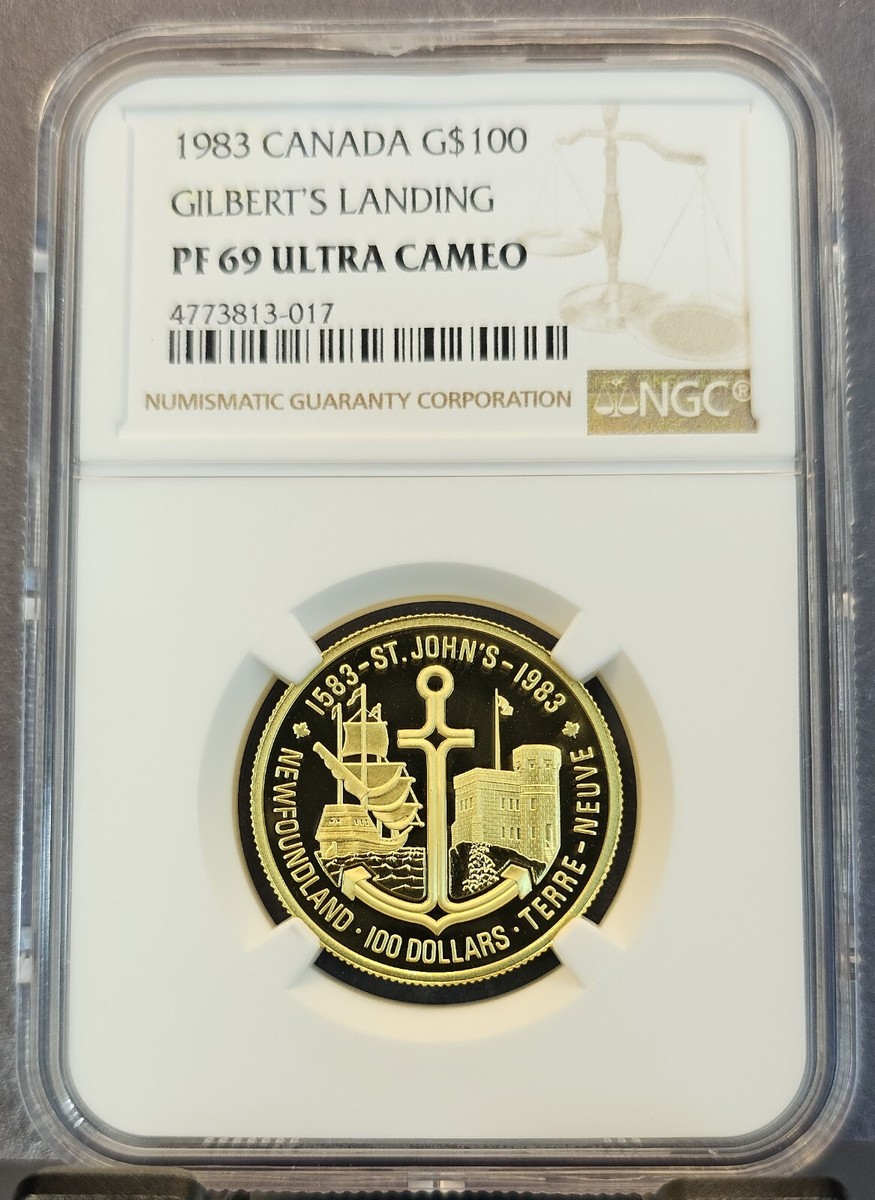 1983 CANADA G$100
GILBERT'S LANDING
PF 69 ULTRA CAMEO
4773813-017
NUMISMATIC GUARANTY CORPORATION
NGC®
1583-ST. JOHN'S-1983
NEWFOUNDLAND · 100 DOLLARS · TERRE-NEUVE